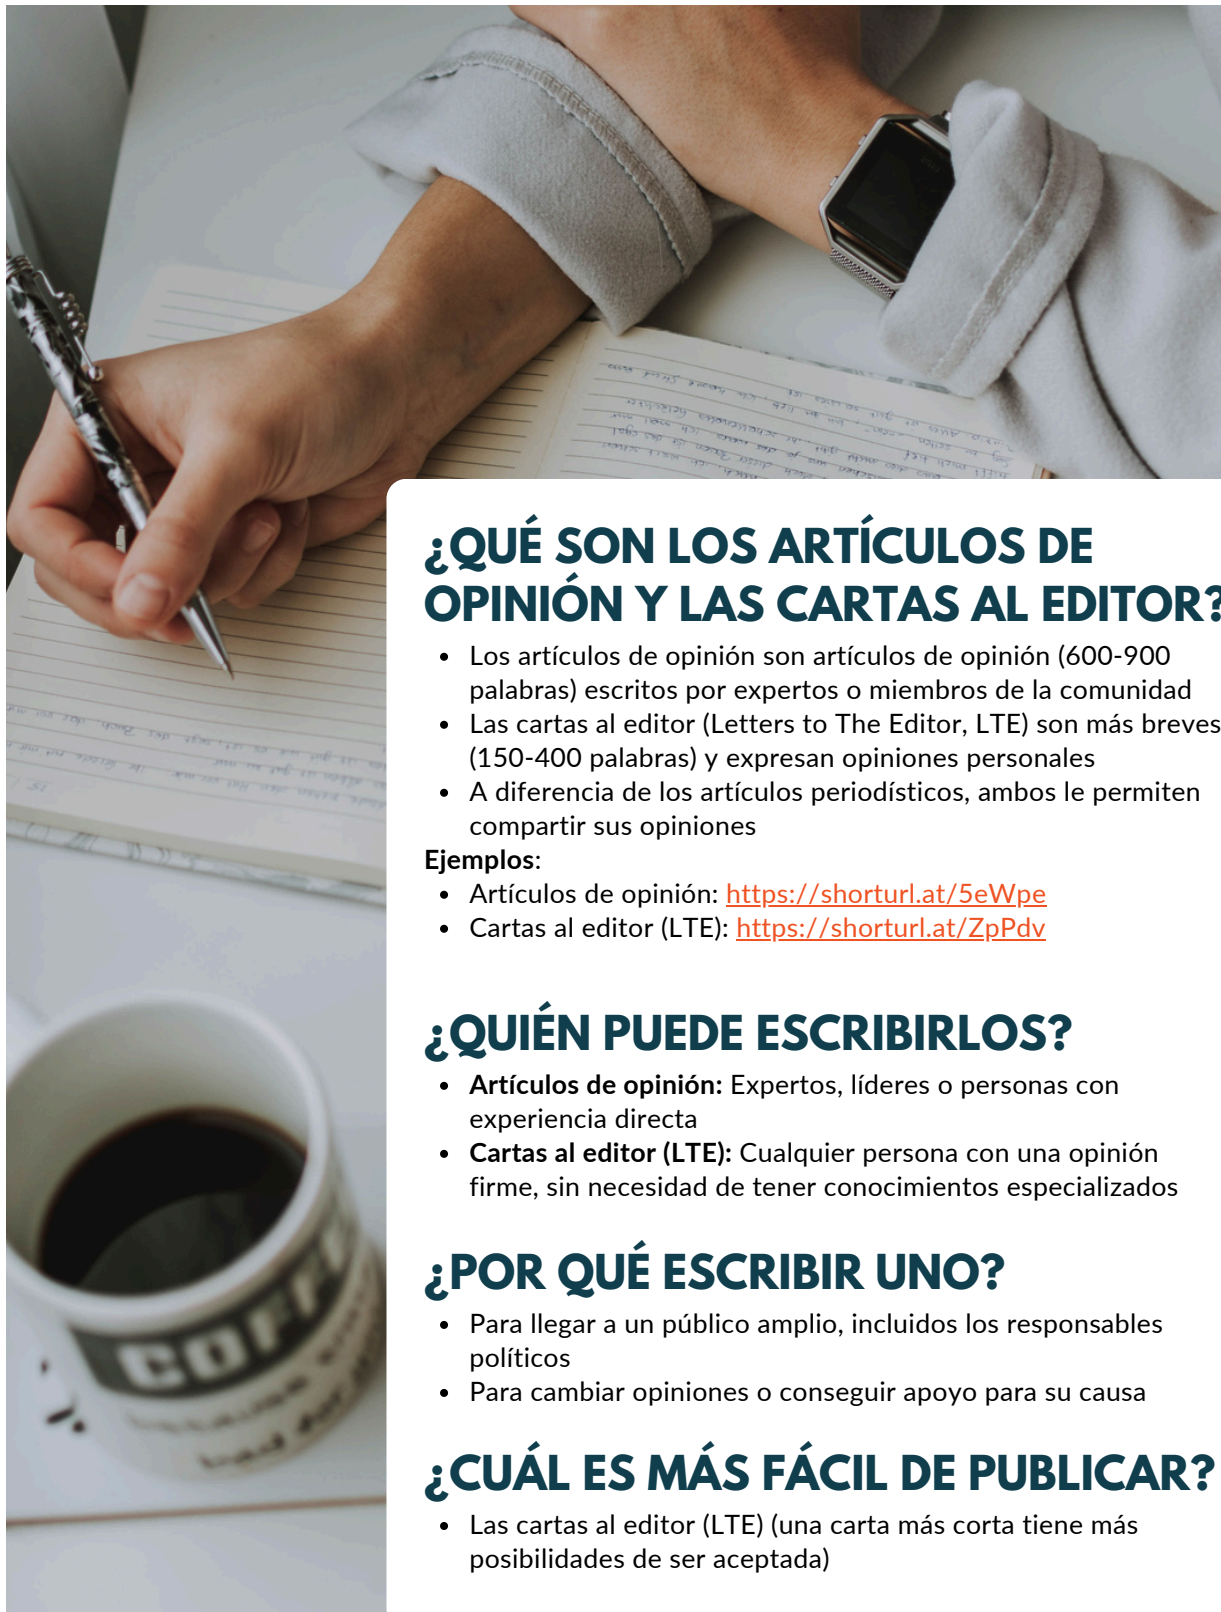 ¿QUÉ SON LOS ARTÍCULOS DE
OPINIÓN Y LAS CARTAS AL EDITOR?
• Los artículos de opinión son artículos de opinión (600-900
palabras) escritos por expertos o miembros de la comunidad
• Las cartas al editor (Letters to The Editor, LTE) son más breves
(150-400 palabras) y expresan opiniones personales
• A diferencia de los artículos periodísticos, ambos le permiten
compartir sus opiniones
Ejemplos:
• Artículos de opinión: https://shorturl.at/5eWpe
• Cartas al editor (LTE): https://shorturl.at/ZpPdv
¿QUIÉN PUEDE ESCRIBIRLOS?
• Artículos de opinión: Expertos, líderes o personas con
experiencia directa
• Cartas al editor (LTE): Cualquier persona con una opinión
firme, sin necesidad de tener conocimientos especializados
¿POR QUÉ ESCRIBIR UNO?
• Para llegar a un público amplio, incluidos los responsables
políticos
• Para cambiar opiniones o conseguir apoyo para su causa
¿CUÁL ES MÁS FÁCIL DE PUBLICAR?
• Las cartas al editor (LTE) (una carta más corta tiene más
posibilidades de ser aceptada)
COFF